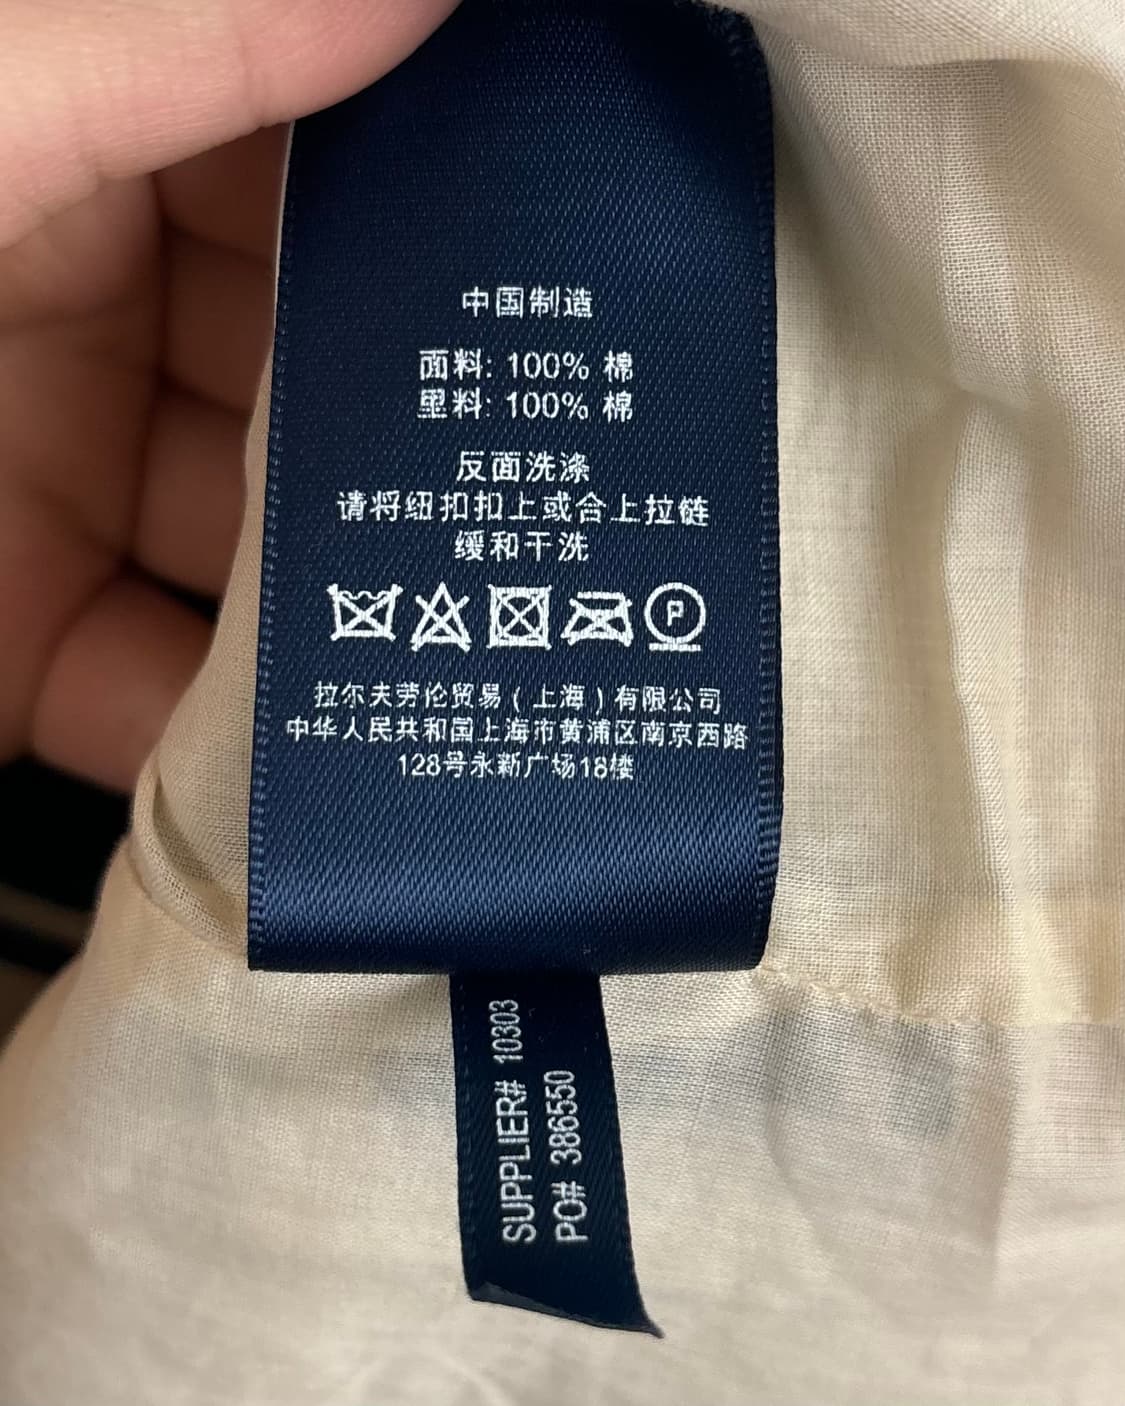 中国制造
面料: 100% 棉
里料: 100% 棉
反面洗涤
请将纽扣扣上或合上拉链
缓和干洗
P
拉尔夫劳伦贸易(上海)有限公司
中华人民共和国上海市黄浦区南京西路
128号永新广场18楼
SUPPLIER# 10303
PO# 386550